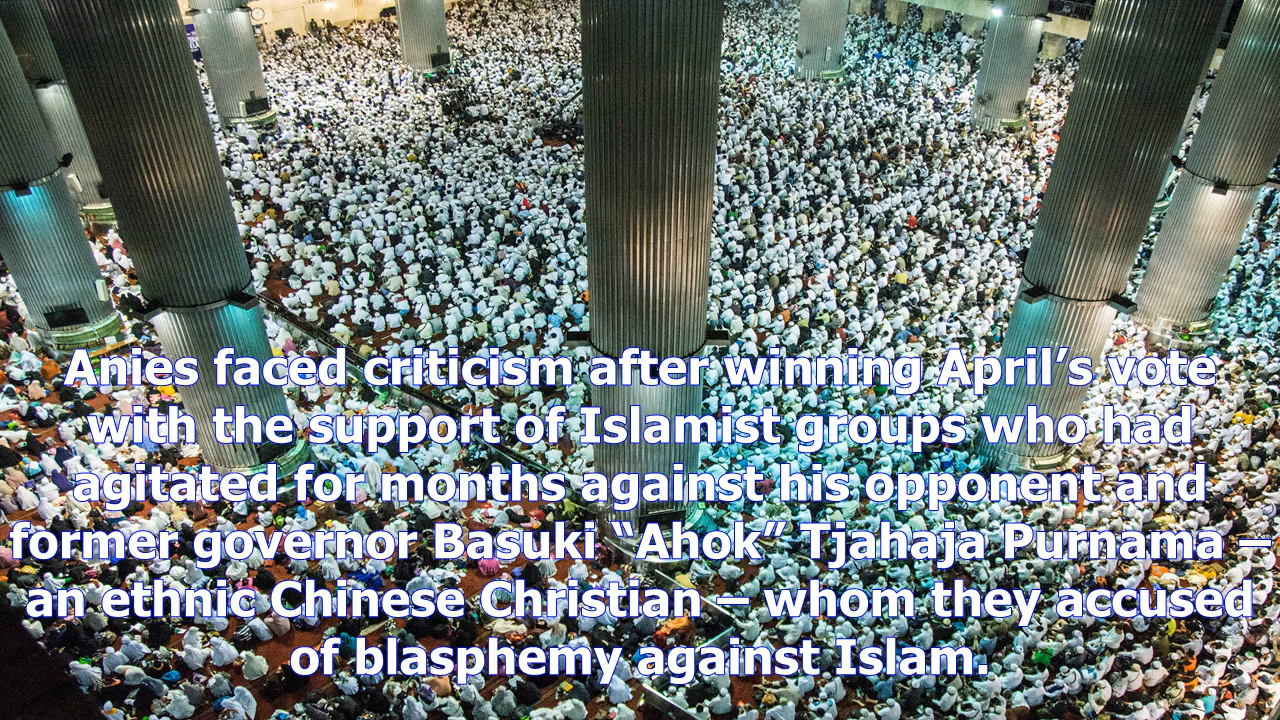 Anies faced criticism after winning April’s vote
with the support of Islamist groups who had
agitated for months against his opponent and
former governor Basuki “Ahok” Tjahaja Purnama –
an ethnic Chinese Christian – whom they accused
of blasphemy against Islam.